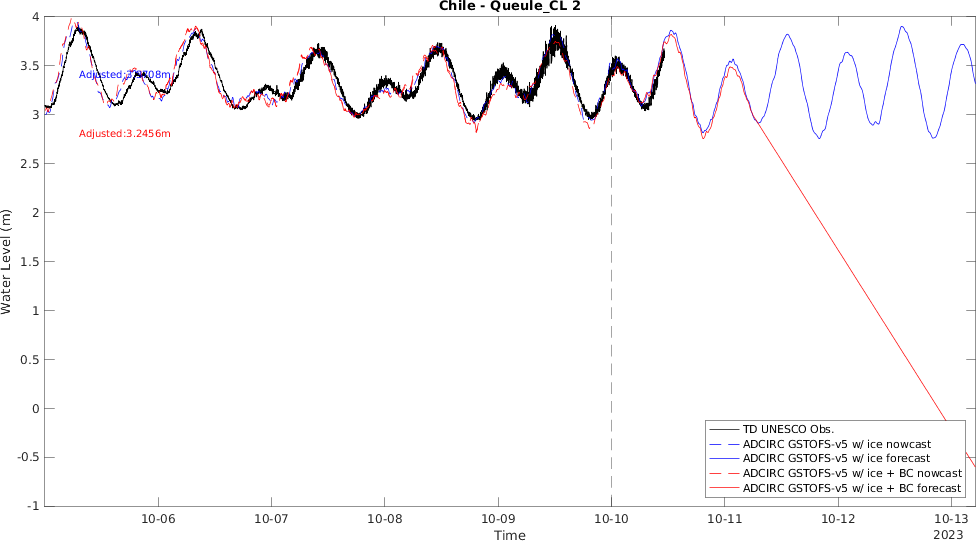 Chile - Queule_CL 2
Water Level (m)
4
3.5
3
2.5
2
1.5
1
0.5
0
-0.5
-1
Adjusted:3.2456m
TD UNESCO Obs.
ADCIRC GSTOFS-v5 w/ ice nowcast
ADCIRC GSTOFS-v5 w/ ice forecast
ADCIRC GSTOFS-v5 w/ ice + BC nowcast
ADCIRC GSTOFS-v5 w/ ice + BC forecast
10-06 10-07 10-08 10-09 10-10 10-11 10-12 10-13
Time
2023